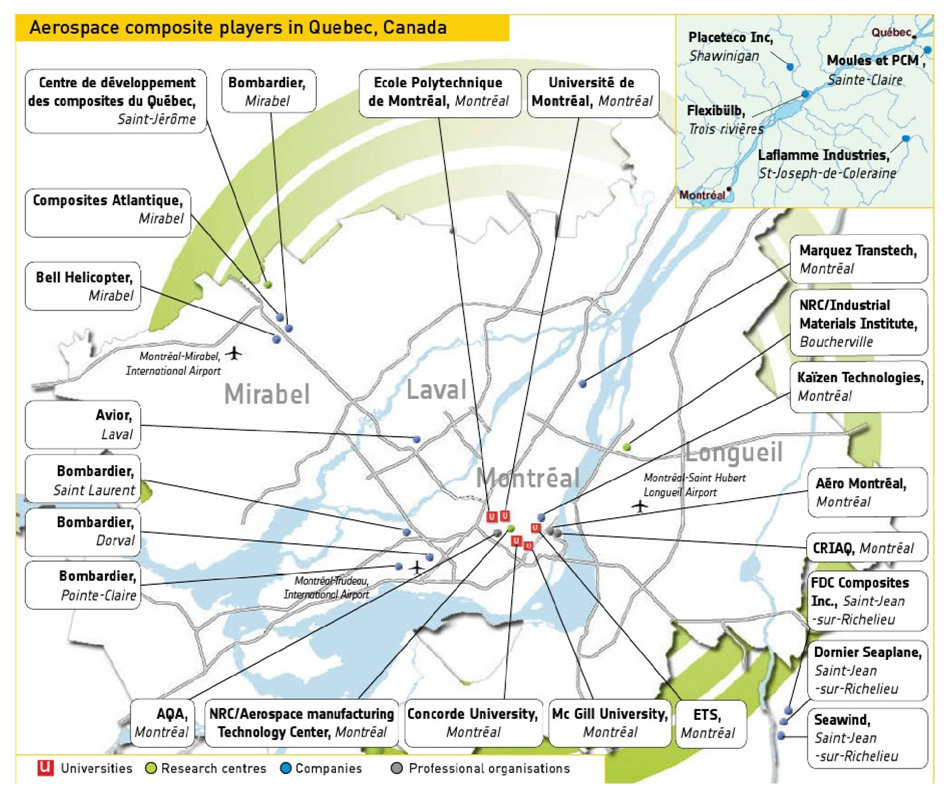 Aerospace composite players in Quebec, Canada
Placeteco Inc,
Shawinigan
Québec
Moules et PCM ,
Sainte-Claire
Flexibülb,
Trois rivières
Laflamme Industries,
St-Joseph-de-Coleraine
Montréal
Centre de développement
des composites du Québec,
Saint-Jérôme
Bombardier,
Mirabel
Ecole Polytechnique
de Montréal, Montréal
Université de
Montréal, Montréal
Composites Atlantique,
Mirabel
Bell Helicopter,
Mirabel
Marquez Transtech,
Montréal
NRC/Industrial
Materials Institute,
Boucherville
Kaïzen Technologies,
Montréal
Montréal-Mirabel,
International Airport
Mirabel
Laval
Avior,
Laval
Longueil
Bombardier,
Saint Laurent
Montréal
Montréal-Saint Hubert
Longueil Airport
Aëro Montréal,
Montréal
U U
U
U U
Bombardier,
Dorval
CRIAQ, Montréal
Bombardier,
Pointe-Claire
Montréal-Trudeau,
International Airport
FDC Composites
Inc., Saint-Jean
-sur-Richelieu
Dornier Seaplane,
Saint-Jean
-sur-Richelieu
Seawind,
Saint-Jean
-sur-Richelieu
AQA,
Montréal
NRC/Aerospace manufacturing
Technology Center, Montréal
Concorde University,
Montréal
Mc Gill University,
Montréal
ETS,
Montréal
U Universities Research centres Companies Professional organisations